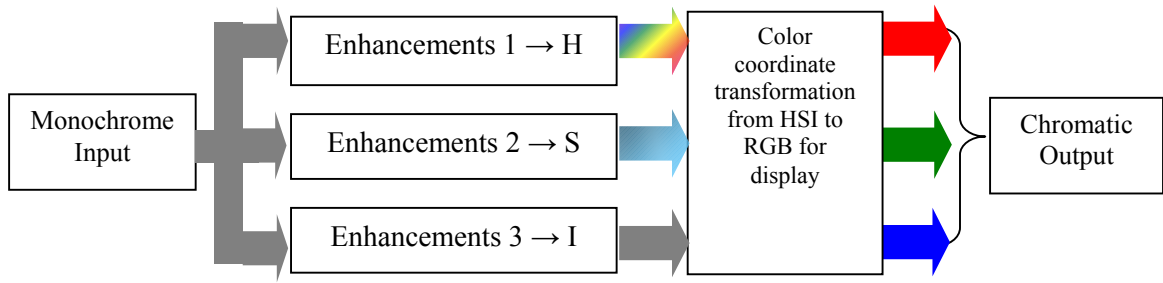 Monochrome
Input
Enhancements 1 → H
Enhancements 2 → S
Enhancements 3 → I
Color
coordinate
transformation
from HSI to
RGB for
display
Chromatic
Output